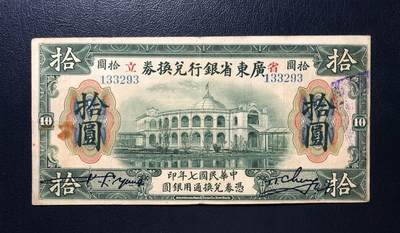 拾 拾圓 立 券換兌行銀省東廣 省 拾圓 拾
133293 133293
拾圓 拾圓
10 10
印年七國民華中
圓銀用通換兌券憑
拾 拾